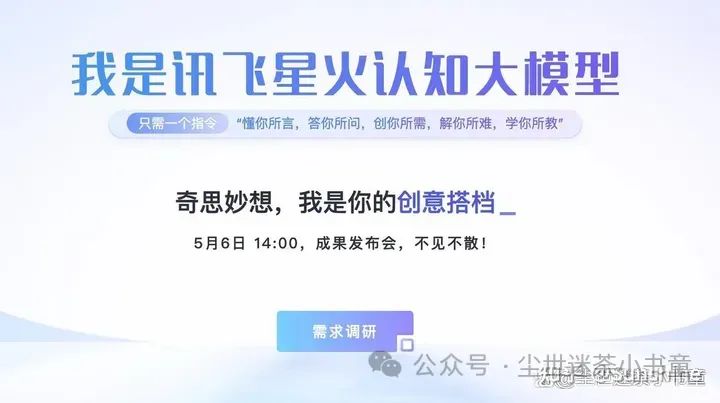 我是讯飞星火认知大模型
只需一个指令 “懂你所言，答你所问，创你所需，解你所难，学你所教”
奇思妙想，我是你的创意搭档_
5月6日 14:00，成果发布会，不见不散！
需求调研
公众号 · 尘世迷茶小书童